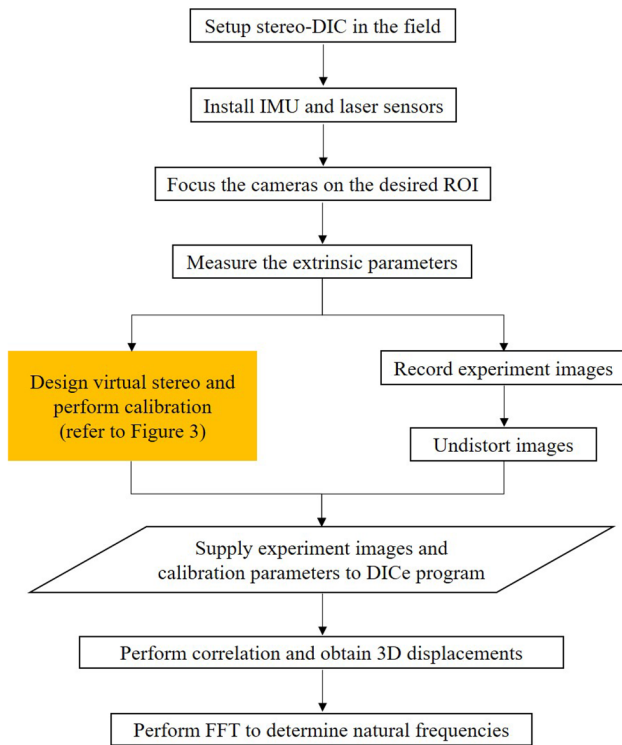 Setup stereo-DIC in the field
Install IMU and laser sensors
Focus the cameras on the desired ROI
Measure the extrinsic parameters
Design virtual stereo and
perform calibration
(refer to Figure 3)
Record experiment images
Undistort images
Supply experiment images and
calibration parameters to DICe program
Perform correlation and obtain 3D displacements
Perform FFT to determine natural frequencies